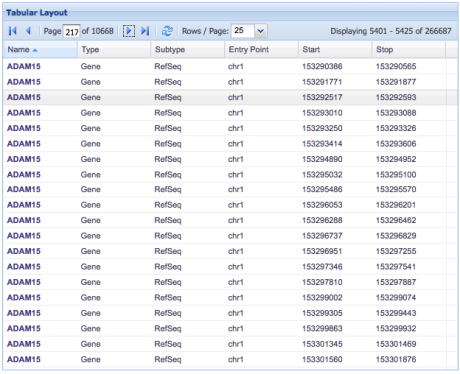 Tabular Layout
Page 217 of 10668 Rows / Page: 25 Displaying 5401 - 5425 of 266687
Name Type Subtype Entry Point Start Stop
ADAM15 Gene RefSeq chr1 153290386 153290565
ADAM15 Gene RefSeq chr1 153291771 153291877
ADAM15 Gene RefSeq chr1 153292517 153292593
ADAM15 Gene RefSeq chr1 153293010 153293088
ADAM15 Gene RefSeq chr1 153293250 153293326
ADAM15 Gene RefSeq chr1 153293414 153293606
ADAM15 Gene RefSeq chr1 153294890 153294952
ADAM15 Gene RefSeq chr1 153295032 153295100
ADAM15 Gene RefSeq chr1 153295486 153295570
ADAM15 Gene RefSeq chr1 153296053 153296201
ADAM15 Gene RefSeq chr1 153296288 153296462
ADAM15 Gene RefSeq chr1 153296737 153296829
ADAM15 Gene RefSeq chr1 153296951 153297255
ADAM15 Gene RefSeq chr1 153297346 153297541
ADAM15 Gene RefSeq chr1 153297810 153297887
ADAM15 Gene RefSeq chr1 153299002 153299074
ADAM15 Gene RefSeq chr1 153299305 153299443
ADAM15 Gene RefSeq chr1 153299863 153299932
ADAM15 Gene RefSeq chr1 153301345 153301469
ADAM15 Gene RefSeq chr1 153301560 153301876